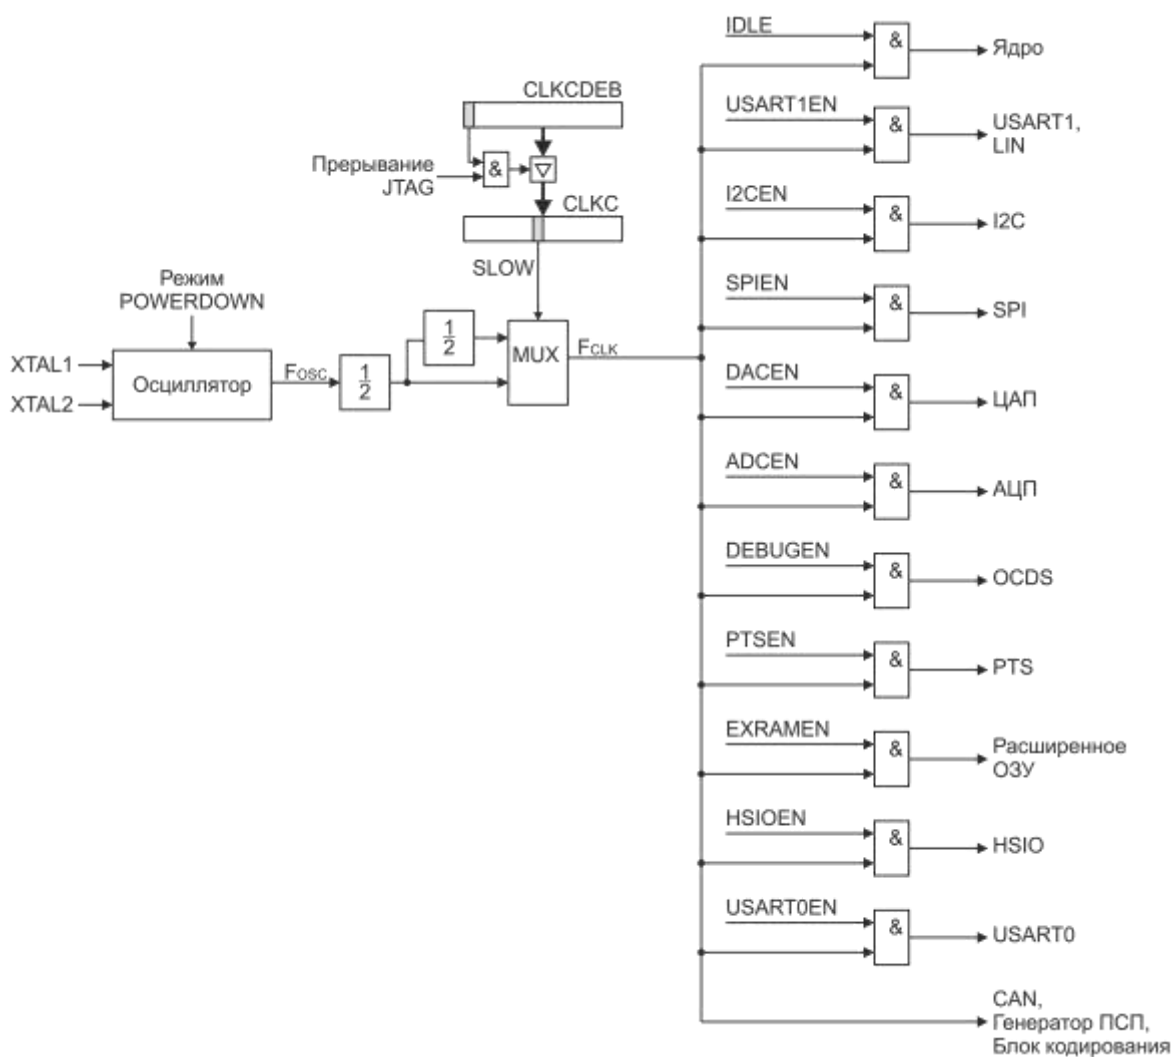 IDLE
&
Ядро
CLKCDEB
USART1EN
&
USART1,
LIN
Прерывание
JTAG
&
CLKC
I2CEN
&
I2C
SLOW
Режим
POWERDOWN
SPIEN
&
SPI
XTAL1
XTAL2
Осциллятор
Fosc
1
2
1
2
MUX
FCLK
DACEN
&
ЦАП
ADCEN
&
АЦП
DEBUGEN
&
OCDS
PTSEN
&
PTS
EXRAMEN
&
Расширенное
ОЗУ
HSIOEN
&
HSIO
USART0EN
&
USART0
CAN,
Генератор ПСП,
Блок кодирования